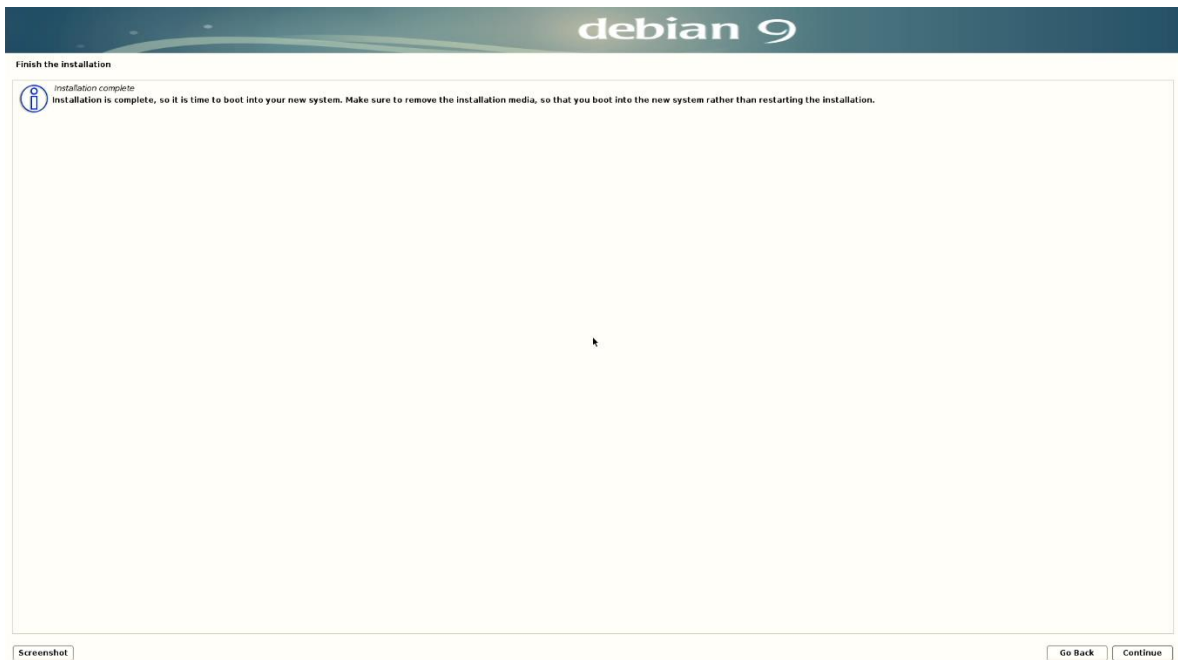 debian 9
Finish the installation
Installation complete
Installation is complete, so it is time to boot into your new system. Make sure to remove the installation media, so that you boot into the new system rather than restarting the installation.
Screenshot
Go Back
Continue